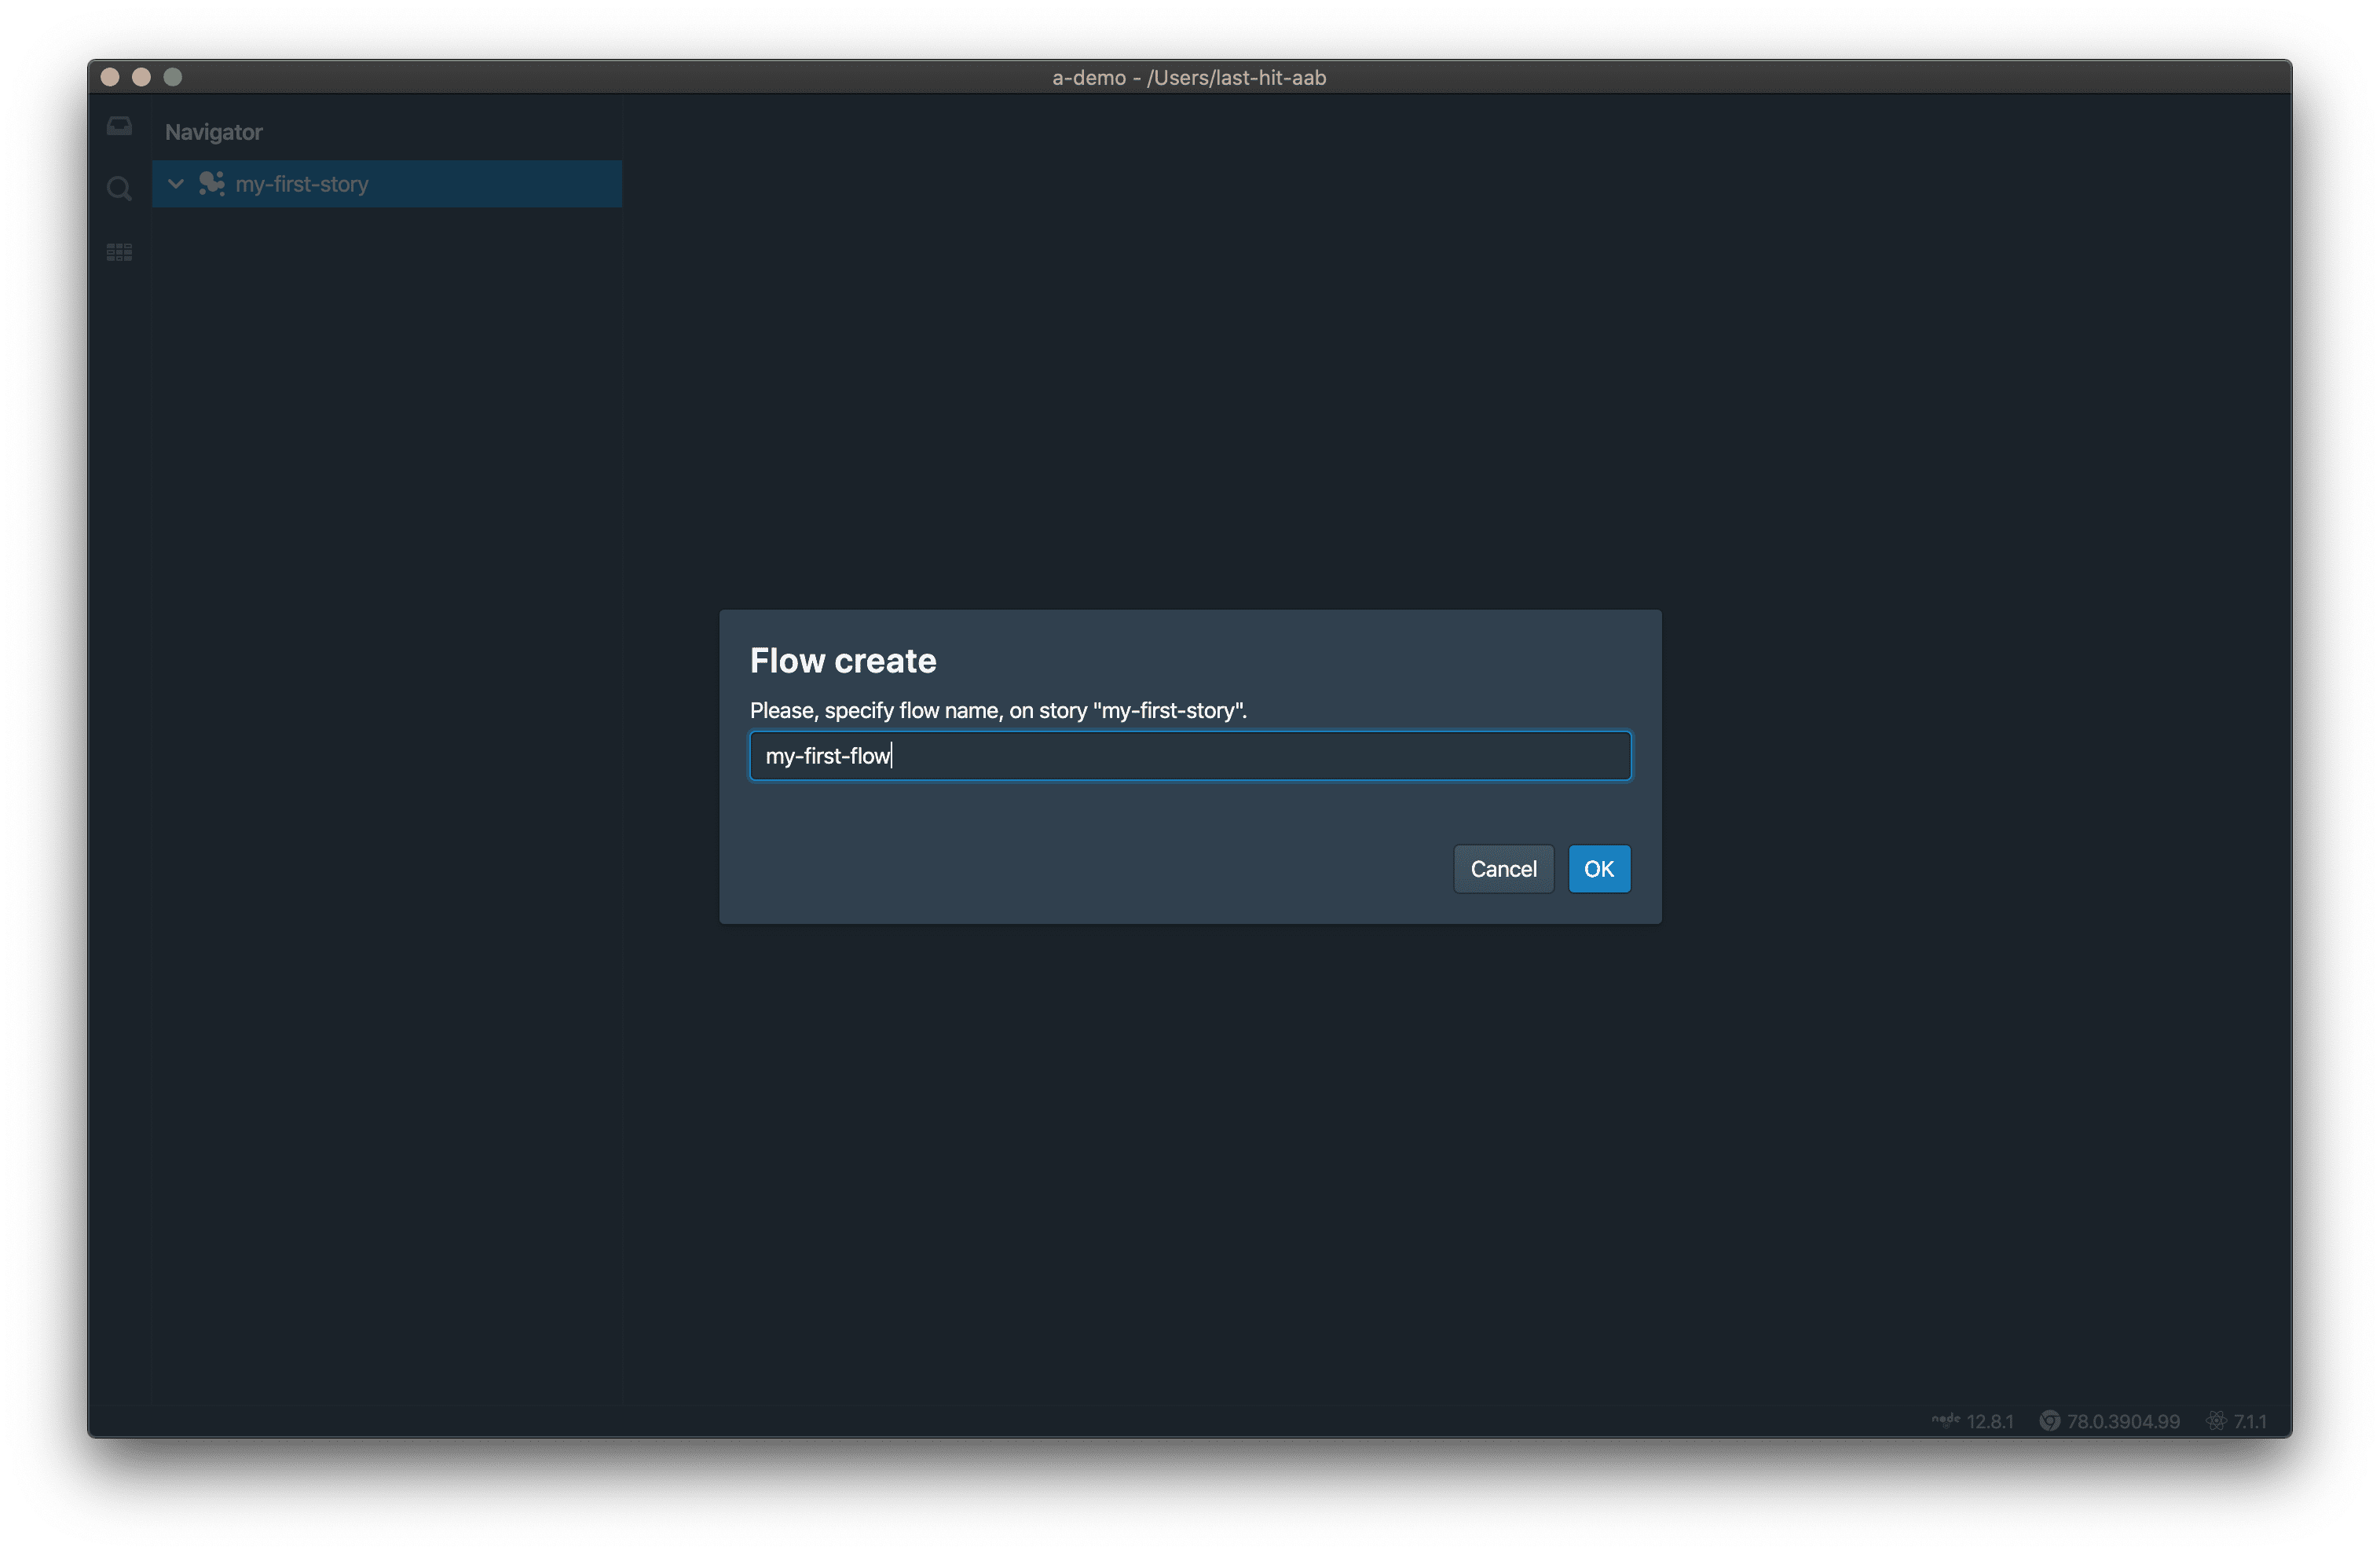 a-demo - /Users/last-hit-aab
Navigator
my-first-story
Flow create
Please, specify flow name, on story "my-first-story".
my-first-flow
Cancel OK
node 12.8.1 78.0.3904.99 7.1.1